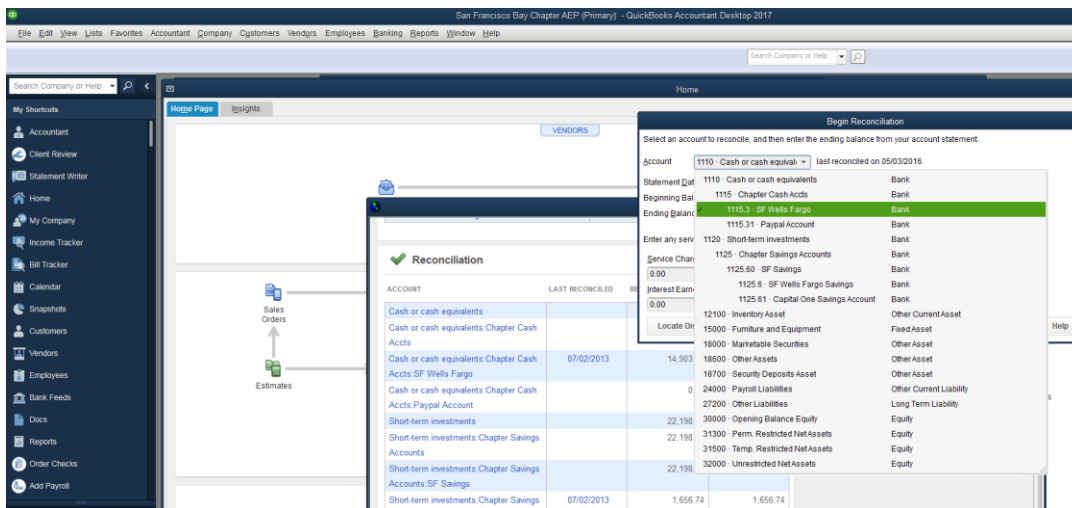 San Francisco Bay Chapter AEP (Primary) - QuickBooks Accountant Desktop 2017
File Edit View Lists Favorites Accountant Company Customers Vendors Employees Banking Reports Window Help
Search Company or Help
Search Company or Help
My Shortcuts
Accountant
Client Review
Statement Writer
Home
My Company
Income Tracker
Bill Tracker
Calendar
Snapshots
Customers
Vendors
Employees
Bank Feeds
Docs
Reports
Order Checks
Add Payroll
Home
Home Page Insights
VENDORS
Sales
Orders
Estimates
Reconciliation
ACCOUNT LAST RECONCILED
Cash or cash equivalents
Cash or cash equivalents:Chapter Cash
Accts
Cash or cash equivalents:Chapter Cash 07/02/2013 14,903.
Accts:SF Wells Fargo
Cash or cash equivalents:Chapter Cash 0.
Accts:Paypal Account
Short-term investments 22,198.
Short-term investments:Chapter Savings 22,198.
Accounts
Short-term investments:Chapter Savings 22,198.
Accounts:SF Savings
Short-term investments:Chapter Savings 07/02/2013 1,656.74 1,656.74
Begin Reconciliation
Select an account to reconcile, and then enter the ending balance from your account statement.
Account 1110 · Cash or cash equival last reconciled on 05/03/2016.
Statement Dat
Beginning Bal
Ending Balanc
Enter any serv
Service Char
0.00
Interest Earn
0.00
Locate Dis
Help
1110 · Cash or cash equivalents Bank
1115 · Chapter Cash Accts Bank
1115.3 · SF Wells Fargo Bank
1115.31 · Paypal Account Bank
1120 · Short-term investments Bank
1125 · Chapter Savings Accounts Bank
1125.60 · SF Savings Bank
1125.6 · SF Wells Fargo Savings Bank
1125.61 · Capital One Savings Account Bank
12100 · Inventory Asset Other Current Asset
15000 · Furniture and Equipment Fixed Asset
18000 · Marketable Securities Other Asset
18600 · Other Assets Other Asset
18700 · Security Deposits Asset Other Asset
24000 · Payroll Liabilities Other Current Liability
27200 · Other Liabilities Long Term Liability
30000 · Opening Balance Equity Equity
31300 · Perm. Restricted Net Assets Equity
31500 · Temp. Restricted Net Assets Equity
32000 · Unrestricted Net Assets Equity